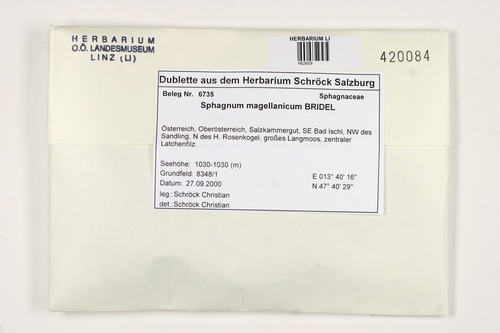 HERBARIUM
O.Ö. LANDESMUSEUM
LINZ (LI)
HERBARIUM LI
682659
420084
Dublette aus dem Herbarium Schröck Salzburg
Beleg Nr. 6735 Sphagnaceae
Sphagnum magellanicum BRIDEL
Österreich, Oberösterreich, Salzkammergut, SE Bad Ischl, NW des
Sandling, N des H. Rosenkogel, großes Langmoos, zentraler
Latchenfilz.
Seehöhe: 1030-1030 (m)
Grundfeld: 8348/1 E 013° 40' 16"
Datum: 27.09.2000 N 47° 40' 29"
leg.: Schröck Christian
det.: Schröck Christian